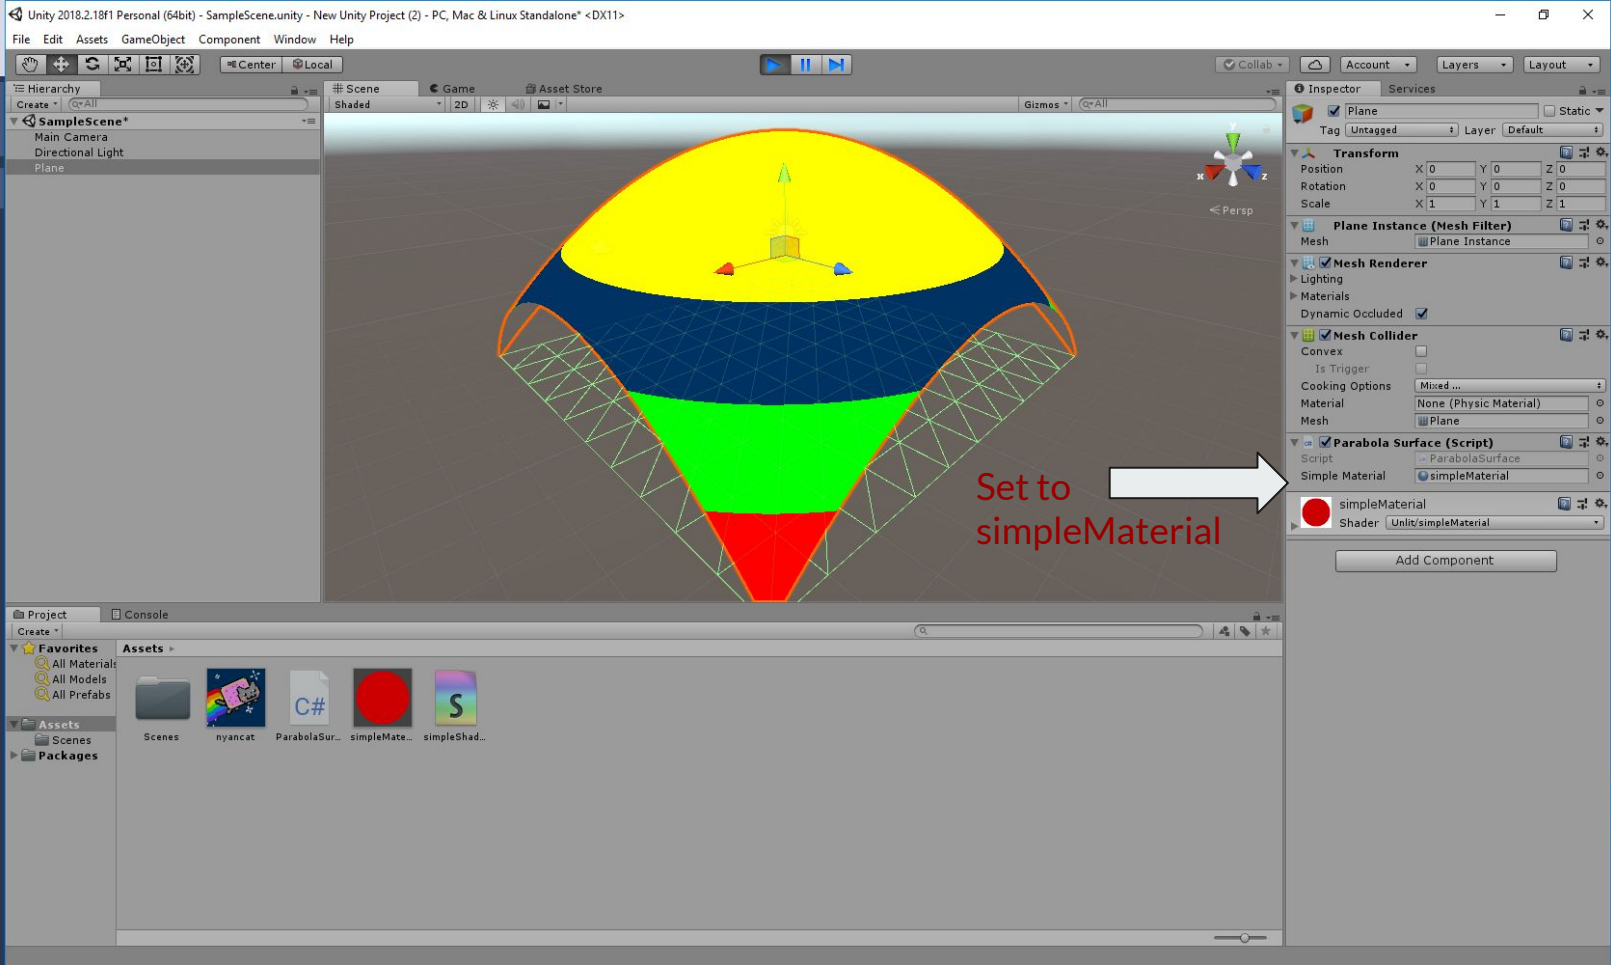 Unity 2018.2.18f1 Personal (64bit) - SampleScene.unity - New Unity Project (2) - PC, Mac & Linux Standalone* <DX11>
File Edit Assets GameObject Component Window Help
Center Local Collab Account Layers Layout
Hierarchy
Create All
SampleScene*
Main Camera
Directional Light
Plane
Scene Game Asset Store
Shaded 2D Gizmos All
y
x z
Persp
Set to
simpleMaterial
Inspector Services
Plane Static
Tag Untagged Layer Default
Transform
Position X 0 Y 0 Z 0
Rotation X 0 Y 0 Z 0
Scale X 1 Y 1 Z 1
Plane Instance (Mesh Filter)
Mesh Plane Instance
Mesh Renderer
Lighting
Materials
Dynamic Occluded
Mesh Collider
Convex
Is Trigger
Cooking Options Mixed ...
Material None (Physic Material)
Mesh Plane
Parabola Surface (Script)
Script ParabolaSurface
Simple Material simpleMaterial
simpleMaterial
Shader Unlit/simpleMaterial
Add Component
Project Console
Create
Favorites
All Materials
All Models
All Prefabs
Assets
Scenes
Packages
Assets
C# S
Scenes nyancat ParabolaSur... simpleMate... simpleShad...